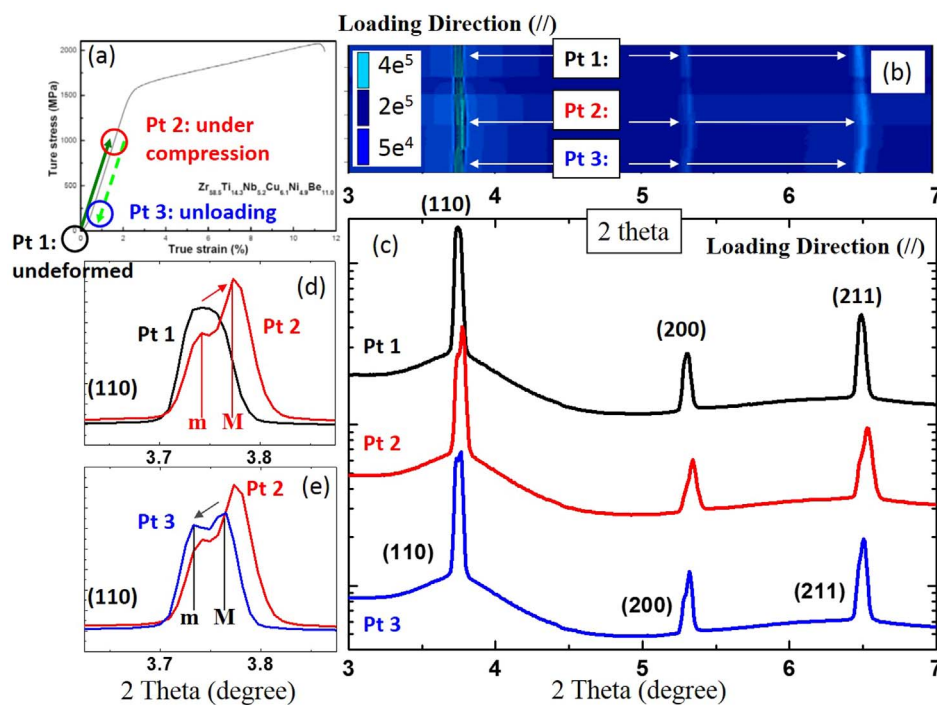 Loading Direction (//)
(a)
Ture stress (MPa)
2000
1500
1000
500
0
Pt 2: under
compression
Zr58.5Ti14.3Nb5.2Cu6.1Ni4.9Be11.0
Pt 3: unloading
0 2 4 6 8 10 12
True strain (%)
Pt 1:
undeformed
4e⁵
2e⁵
5e⁴
Pt 1:
Pt 2:
Pt 3:
(b)
3 4 5 6 7
2 theta
(110)
(c)
Loading Direction (//)
(200)
(211)
Pt 1
Pt 2
(110)
(200)
(211)
Pt 3
3 4 5 6 7
2 Theta (degree)
(d)
Pt 1
Pt 2
(110)
m M
3.7 3.8
(e)
Pt 2
Pt 3
(110)
m M
3.7 3.8
2 Theta (degree)